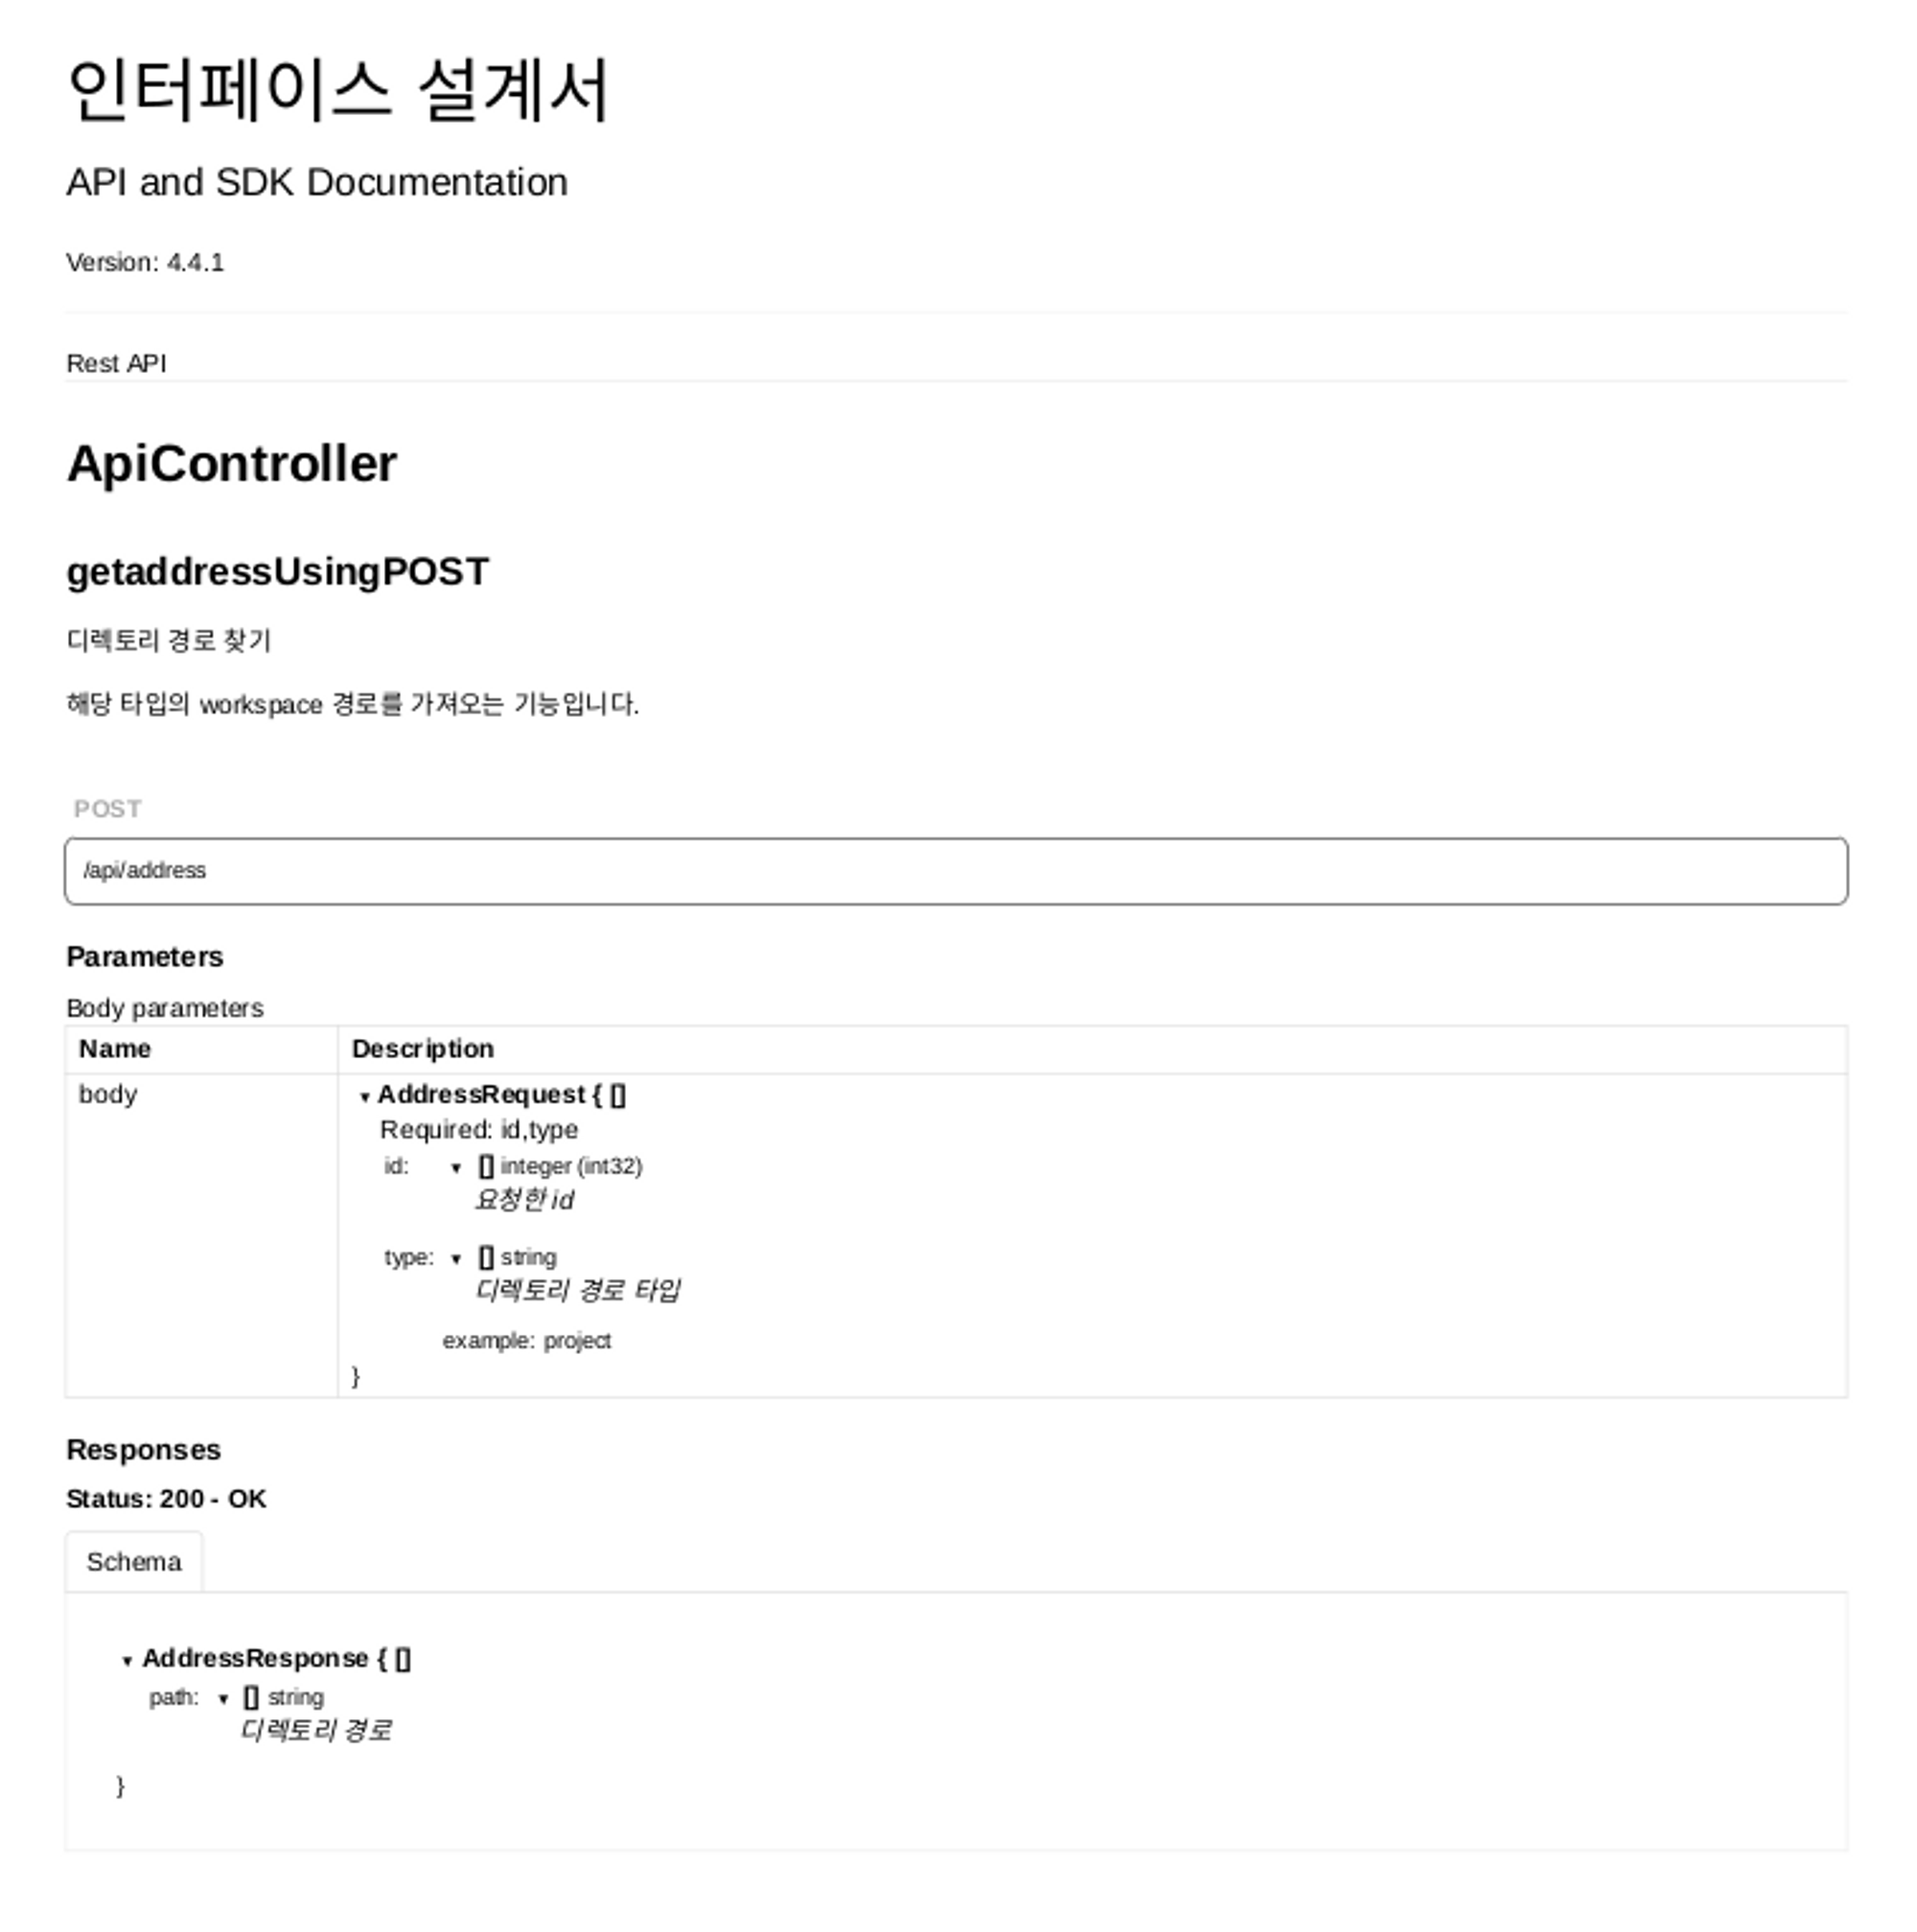 인터페이스 설계서
API and SDK Documentation
Version: 4.4.1
Rest API
ApiController
getaddressUsingPOST
디렉토리 경로 찾기
해당 타입의 workspace 경로를 가져오는 기능입니다.
POST
/api/address
Parameters
Body parameters
Name Description
body ▼ AddressRequest { []
Required: id,type
id: ▼ [] integer (int32)
요청한 id
type: ▼ [] string
디렉토리 경로 타입
example: project
}
Responses
Status: 200 - OK
Schema
▼ AddressResponse { []
path: ▼ [] string
디렉토리 경로
}